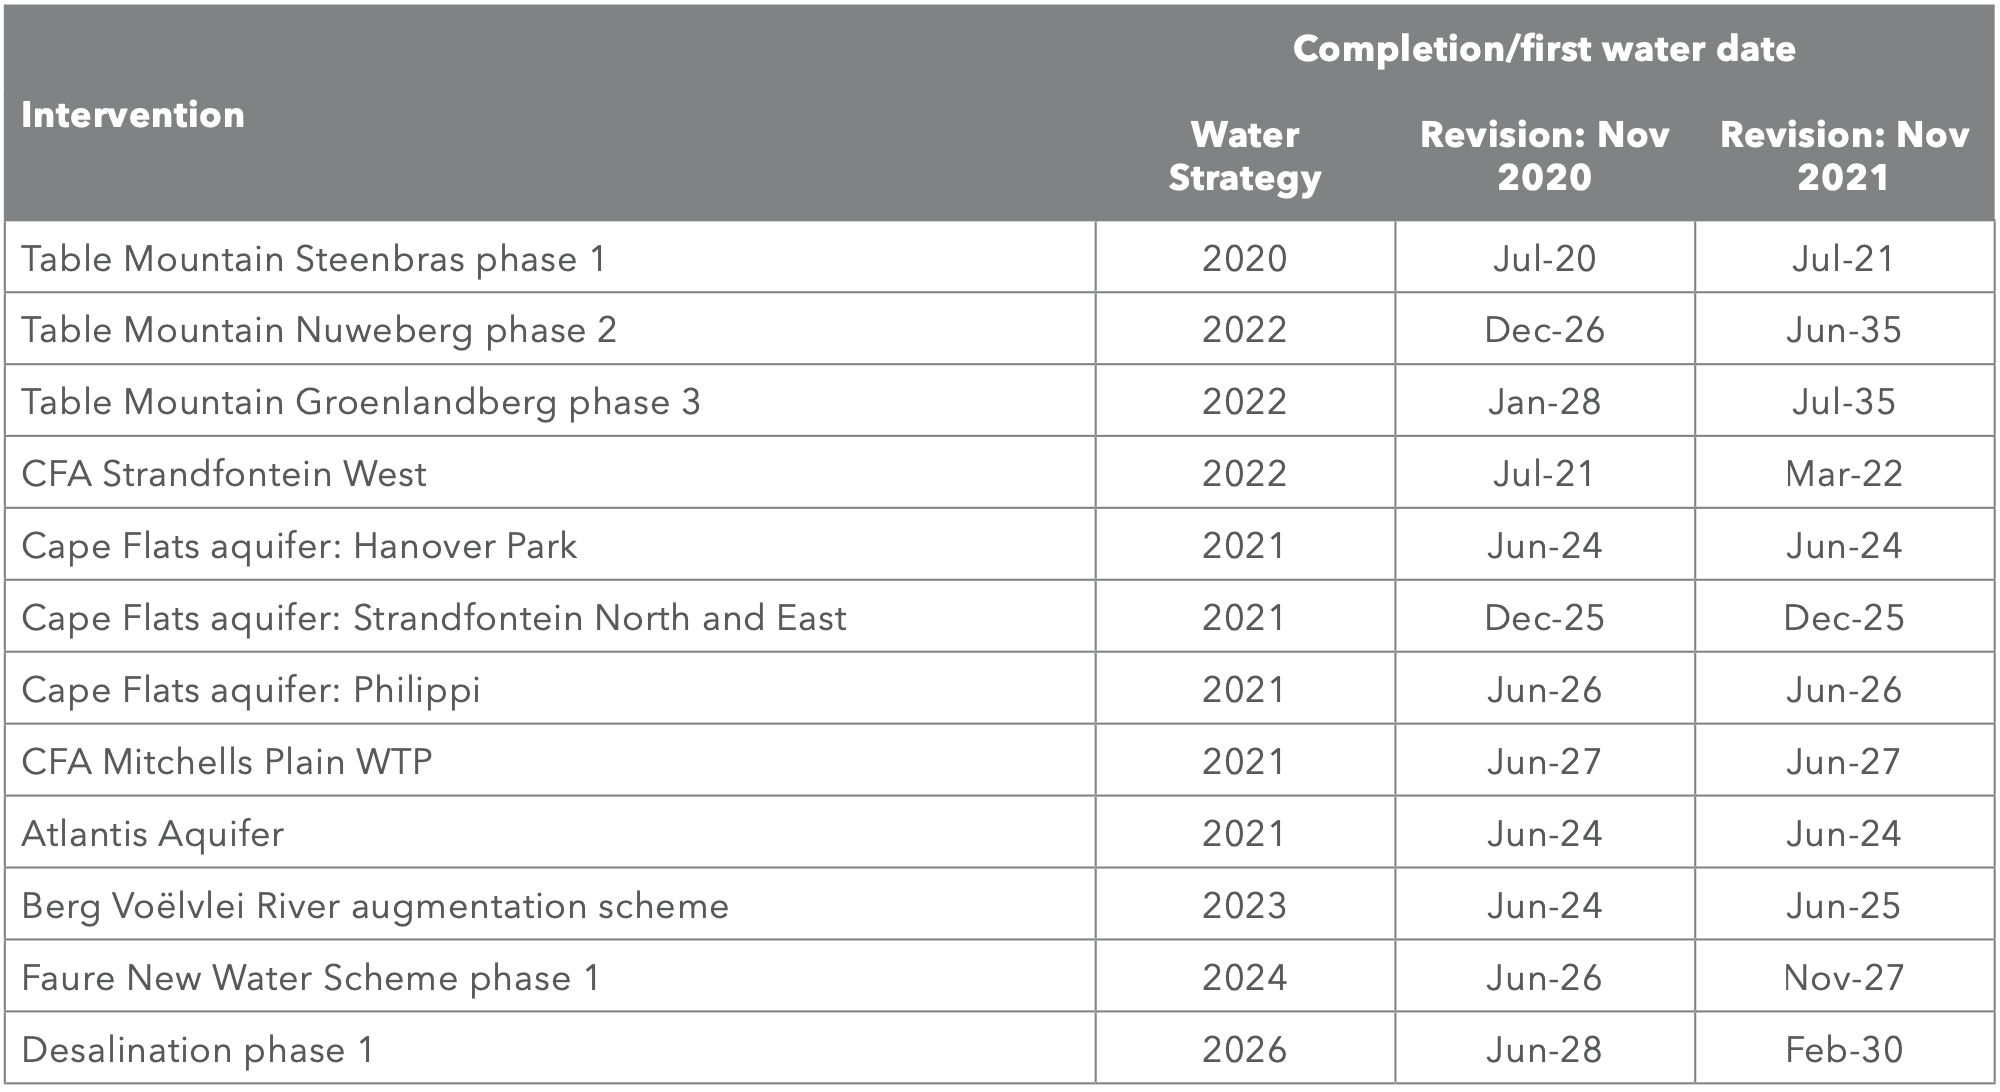 Completion/first water date
Intervention
Water Strategy Revision: Nov 2020 Revision: Nov 2021
Table Mountain Steenbras phase 1 2020 Jul-20 Jul-21
Table Mountain Nuweberg phase 2 2022 Dec-26 Jun-35
Table Mountain Groenlandberg phase 3 2022 Jan-28 Jul-35
CFA Strandfontein West 2022 Jul-21 Mar-22
Cape Flats aquifer: Hanover Park 2021 Jun-24 Jun-24
Cape Flats aquifer: Strandfontein North and East 2021 Dec-25 Dec-25
Cape Flats aquifer: Philippi 2021 Jun-26 Jun-26
CFA Mitchells Plain WTP 2021 Jun-27 Jun-27
Atlantis Aquifer 2021 Jun-24 Jun-24
Berg Voëlvlei River augmentation scheme 2023 Jun-24 Jun-25
Faure New Water Scheme phase 1 2024 Jun-26 Nov-27
Desalination phase 1 2026 Jun-28 Feb-30